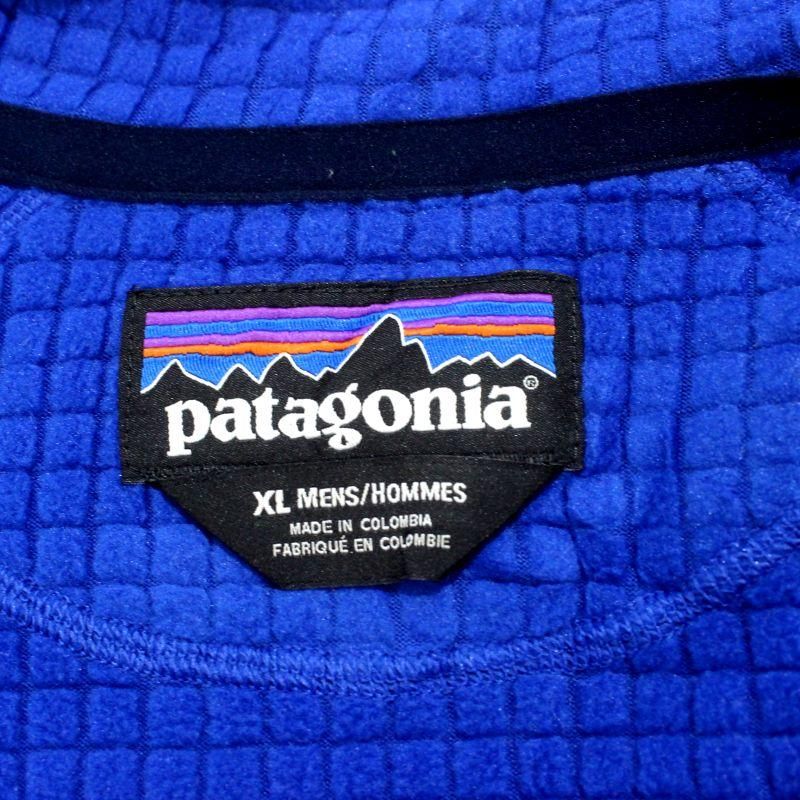 patagonia®
XL MENS/HOMMES
MADE IN COLOMBIA
FABRIQUÉ EN COLOMBIE